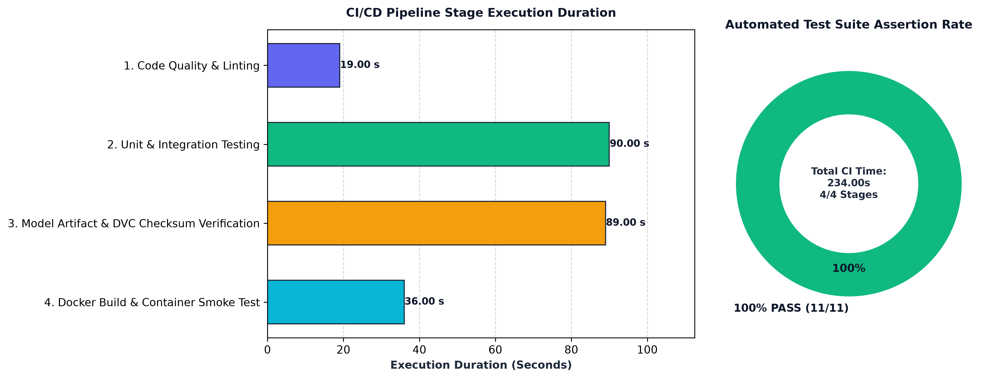 CI/CD Pipeline Stage Execution Duration
1. Code Quality & Linting
19.00 s
2. Unit & Integration Testing
90.00 s
3. Model Artifact & DVC Checksum Verification
89.00 s
4. Docker Build & Container Smoke Test
36.00 s
0 20 40 60 80 100
Execution Duration (Seconds)
Automated Test Suite Assertion Rate
Total CI Time:
234.00s
4/4 Stages
100%
100% PASS (11/11)